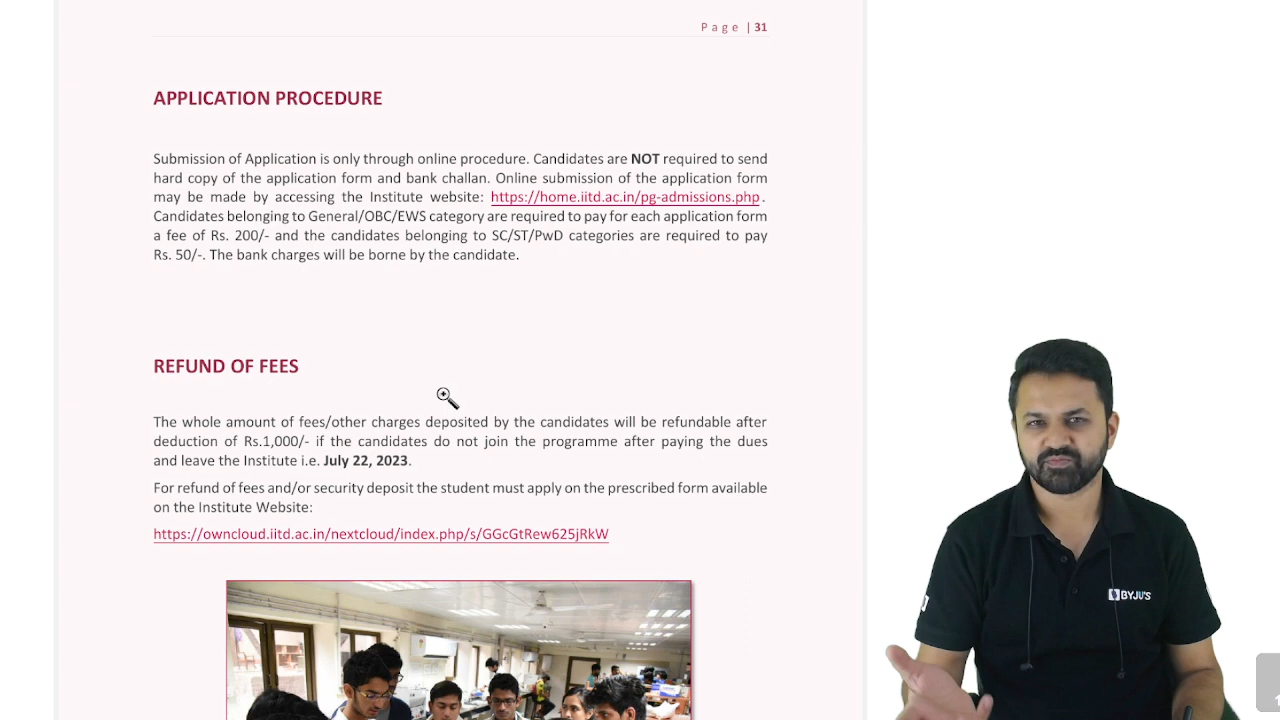 Page | 31
APPLICATION PROCEDURE
Submission of Application is only through online procedure. Candidates are NOT required to send
hard copy of the application form and bank challan. Online submission of the application form
may be made by accessing the Institute website: https://home.iitd.ac.in/pg-admissions.php.
Candidates belonging to General/OBC/EWS category are required to pay for each application form
a fee of Rs. 200/- and the candidates belonging to SC/ST/PwD categories are required to pay
Rs. 50/-. The bank charges will be borne by the candidate.
REFUND OF FEES
The whole amount of fees/other charges deposited by the candidates will be refundable after
deduction of Rs.1,000/- if the candidates do not join the programme after paying the dues
and leave the Institute i.e. July 22, 2023.
For refund of fees and/or security deposit the student must apply on the prescribed form available
on the Institute Website:
https://owncloud.iitd.ac.in/nextcloud/index.php/s/GGcGtRew625jRkW
BYJU'S